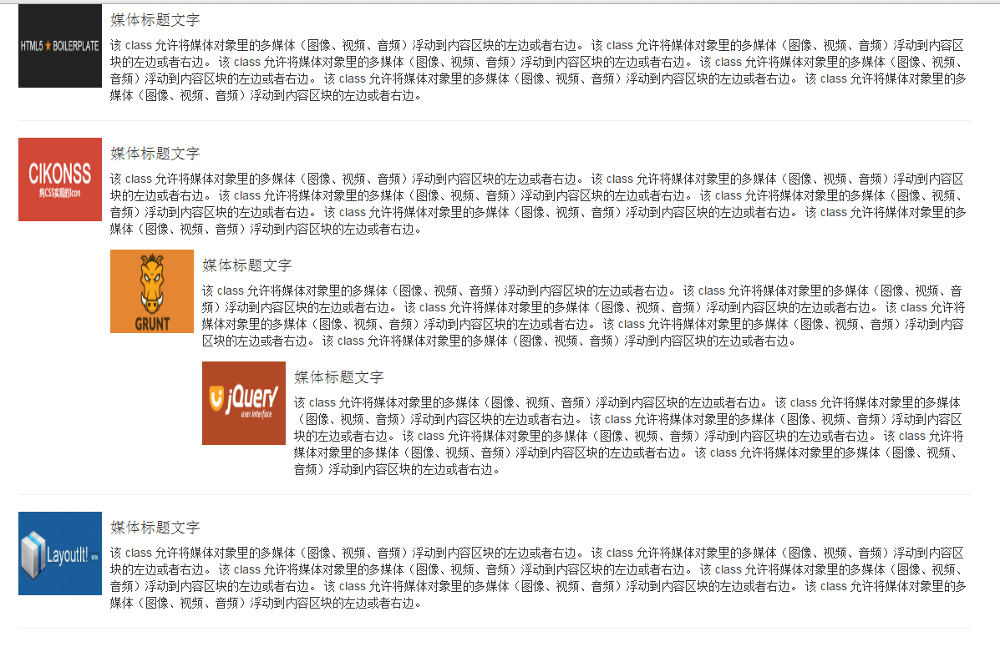 HTML5 ★ BOILERPLATE
媒体标题文字
该 class 允许将媒体对象里的多媒体（图像、视频、音频）浮动到内容区块的左边或者右边。 该 class 允许将媒体对象里的多媒体（图像、视频、音频）浮动到内容区
块的左边或者右边。 该 class 允许将媒体对象里的多媒体（图像、视频、音频）浮动到内容区块的左边或者右边。 该 class 允许将媒体对象里的多媒体（图像、视频、
音频）浮动到内容区块的左边或者右边。 该 class 允许将媒体对象里的多媒体（图像、视频、音频）浮动到内容区块的左边或者右边。 该 class 允许将媒体对象里的多
媒体（图像、视频、音频）浮动到内容区块的左边或者右边。
CIKONSS
纯CSS实现的Icon
媒体标题文字
该 class 允许将媒体对象里的多媒体（图像、视频、音频）浮动到内容区块的左边或者右边。 该 class 允许将媒体对象里的多媒体（图像、视频、音频）浮动到内容区
块的左边或者右边。 该 class 允许将媒体对象里的多媒体（图像、视频、音频）浮动到内容区块的左边或者右边。 该 class 允许将媒体对象里的多媒体（图像、视频、
音频）浮动到内容区块的左边或者右边。 该 class 允许将媒体对象里的多媒体（图像、视频、音频）浮动到内容区块的左边或者右边。 该 class 允许将媒体对象里的多
媒体（图像、视频、音频）浮动到内容区块的左边或者右边。
GRUNT
媒体标题文字
该 class 允许将媒体对象里的多媒体（图像、视频、音频）浮动到内容区块的左边或者右边。 该 class 允许将媒体对象里的多媒体（图像、视频、音
频）浮动到内容区块的左边或者右边。 该 class 允许将媒体对象里的多媒体（图像、视频、音频）浮动到内容区块的左边或者右边。 该 class 允许将
媒体对象里的多媒体（图像、视频、音频）浮动到内容区块的左边或者右边。 该 class 允许将媒体对象里的多媒体（图像、视频、音频）浮动到内容
区块的左边或者右边。 该 class 允许将媒体对象里的多媒体（图像、视频、音频）浮动到内容区块的左边或者右边。
jQuery
user interface
媒体标题文字
该 class 允许将媒体对象里的多媒体（图像、视频、音频）浮动到内容区块的左边或者右边。 该 class 允许将媒体对象里的多媒体
（图像、视频、音频）浮动到内容区块的左边或者右边。 该 class 允许将媒体对象里的多媒体（图像、视频、音频）浮动到内容区
块的左边或者右边。 该 class 允许将媒体对象里的多媒体（图像、视频、音频）浮动到内容区块的左边或者右边。 该 class 允许将
媒体对象里的多媒体（图像、视频、音频）浮动到内容区块的左边或者右边。 该 class 允许将媒体对象里的多媒体（图像、视频、
音频）浮动到内容区块的左边或者右边。
LayoutIt!
媒体标题文字
该 class 允许将媒体对象里的多媒体（图像、视频、音频）浮动到内容区块的左边或者右边。 该 class 允许将媒体对象里的多媒体（图像、视频、音频）浮动到内容区
块的左边或者右边。 该 class 允许将媒体对象里的多媒体（图像、视频、音频）浮动到内容区块的左边或者右边。 该 class 允许将媒体对象里的多媒体（图像、视频、
音频）浮动到内容区块的左边或者右边。 该 class 允许将媒体对象里的多媒体（图像、视频、音频）浮动到内容区块的左边或者右边。 该 class 允许将媒体对象里的多
媒体（图像、视频、音频）浮动到内容区块的左边或者右边。